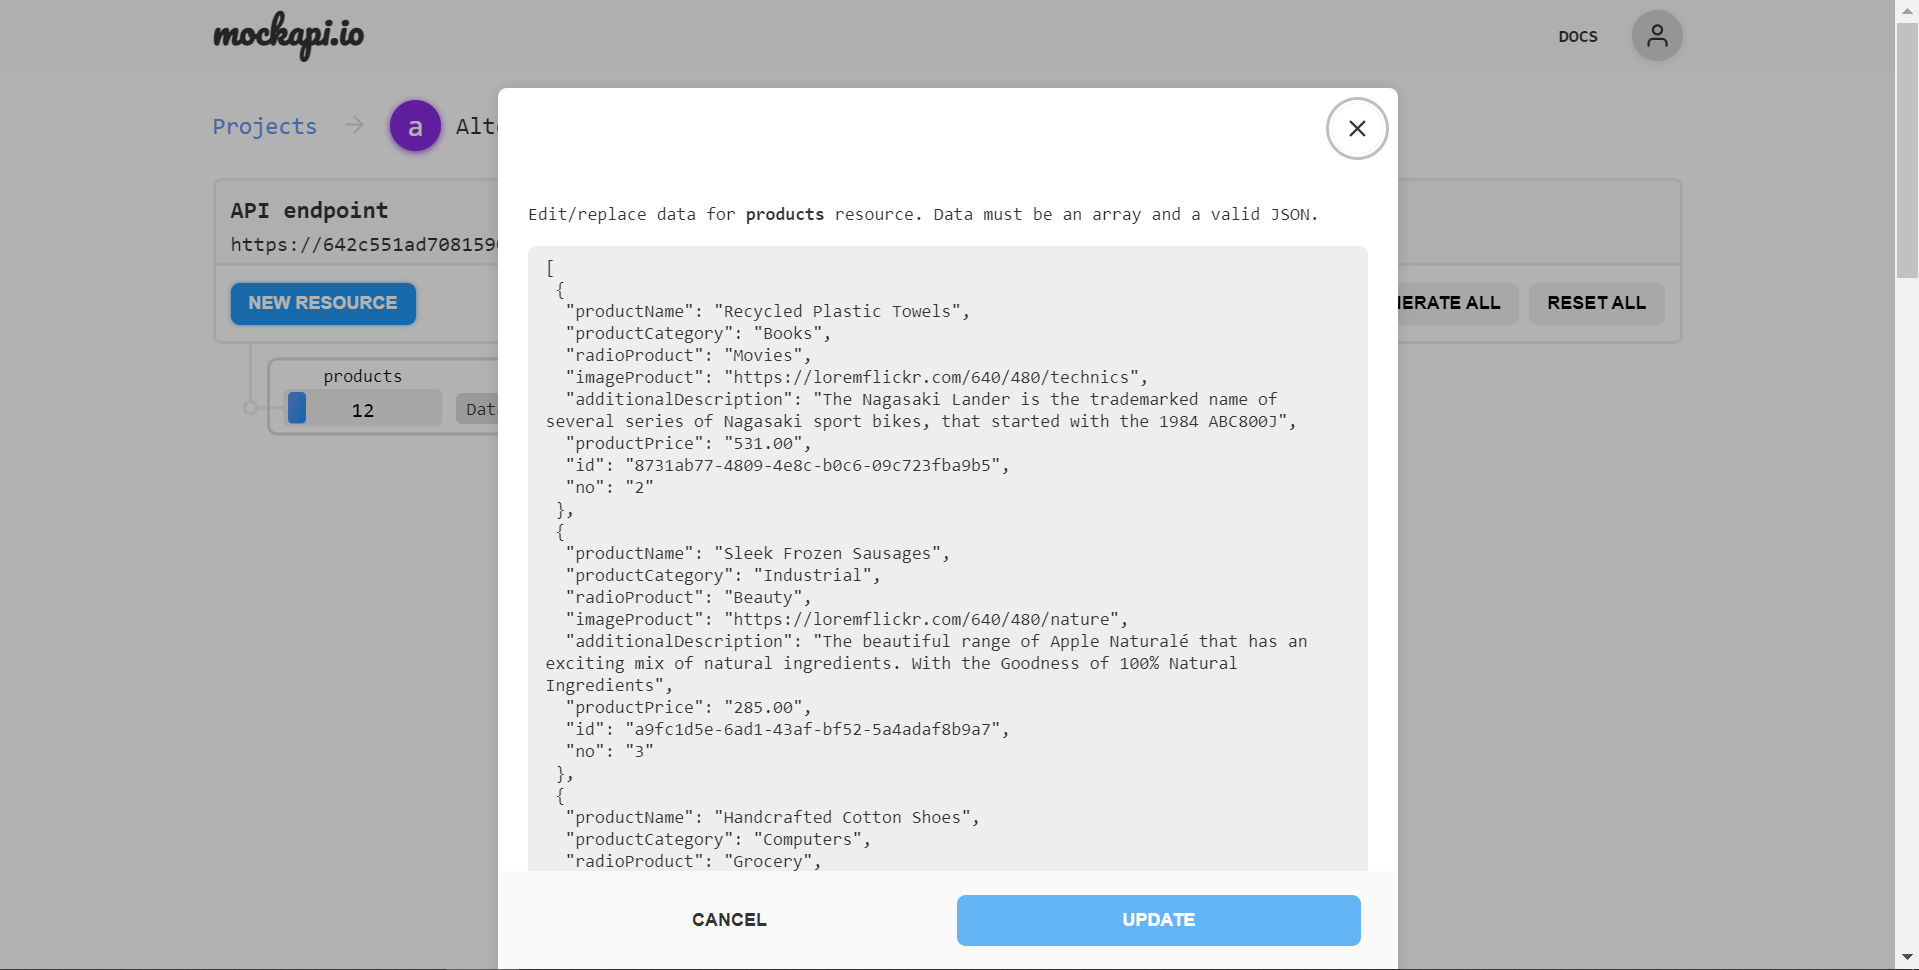 mockapi.io
DOCS
Projects
a
API endpoint
https://642c551ad708159
NEW RESOURCE
RESET ALL
products
12
Edit/replace data for products resource. Data must be an array and a valid JSON.
[
{
"productName": "Recycled Plastic Towels",
"productCategory": "Books",
"radioProduct": "Movies",
"imageProduct": "https://loremflickr.com/640/480/technics",
"additionalDescription": "The Nagasaki Lander is the trademarked name of
several series of Nagasaki sport bikes, that started with the 1984 ABC800J",
"productPrice": "531.00",
"id": "8731ab77-4809-4e8c-b0c6-09c723fba9b5",
"no": "2"
},
{
"productName": "Sleek Frozen Sausages",
"productCategory": "Industrial",
"radioProduct": "Beauty",
"imageProduct": "https://loremflickr.com/640/480/nature",
"additionalDescription": "The beautiful range of Apple Naturalé that has an
exciting mix of natural ingredients. With the Goodness of 100% Natural
Ingredients",
"productPrice": "285.00",
"id": "a9fc1d5e-6ad1-43af-bf52-5a4adaf8b9a7",
"no": "3"
},
{
"productName": "Handcrafted Cotton Shoes",
"productCategory": "Computers",
"radioProduct": "Grocery",
CANCEL
UPDATE